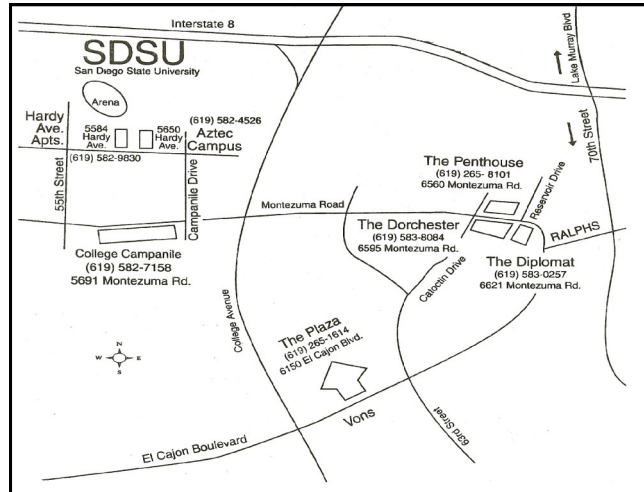 Interstate 8
SDSU
San Diego State University
Arena
Lake Murray Blvd
70th Street
Hardy
Ave.
Apts.
5584
Hardy
Ave.
5650
Hardy
Ave.
(619) 582-4526
Aztec
Campus
(619) 582-9830
55th Street
Campanile Drive
Montezuma Road
The Penthouse
(619) 265- 8101
6560 Montezuma Rd.
Reservoir Drive
The Dorchester
(619) 583-8084
6595 Montezuma Rd.
RALPHS
College Campanile
(619) 582-7158
5691 Montezuma Rd.
The Diplomat
(619) 583-0257
6621 Montezuma Rd.
Catoctin Drive
College Avenue
The Plaza
(619) 265-1614
6150 El Cajon Blvd.
N
W
E
S
Vons
63rd Street
El Cajon Boulevard